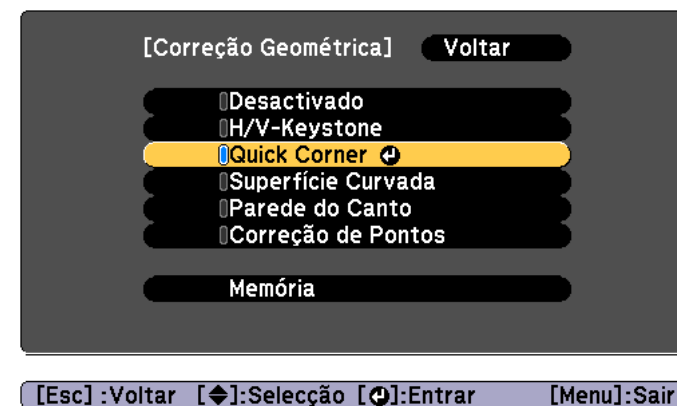 [Correção Geométrica] Voltar
Desactivado
H/V-Keystone
Quick Corner
Superfície Curvada
Parede do Canto
Correção de Pontos
Memória
[Esc] :Voltar [◆]:Selecção [⏎]:Entrar [Menu]:Sair